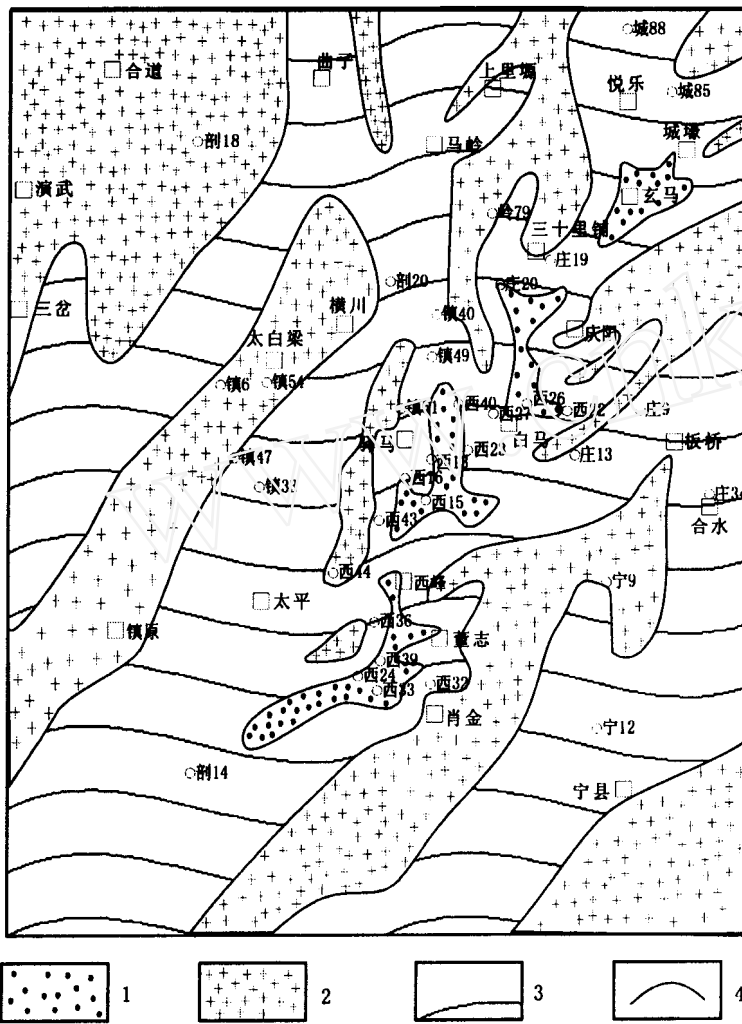 城88
曲子
合道
上里塬
悦乐
城85
剖18
马岭
城壕
演武
玄马
岭79
三十里铺
庄19
剖20
庄20
三岔
横川
镇40
庆阳
太白梁
镇49
镇6
镇54
西40
西27
西26
西22
庄9
白马
板桥
镇47
西23
庄13
西18
西16
庄34
西15
西43
合水
西44
西峰
宁9
太平
镇原
西36
董志
西39
西24
西33
西32
肖金
宁12
剖14
宁县
1
2
3
4